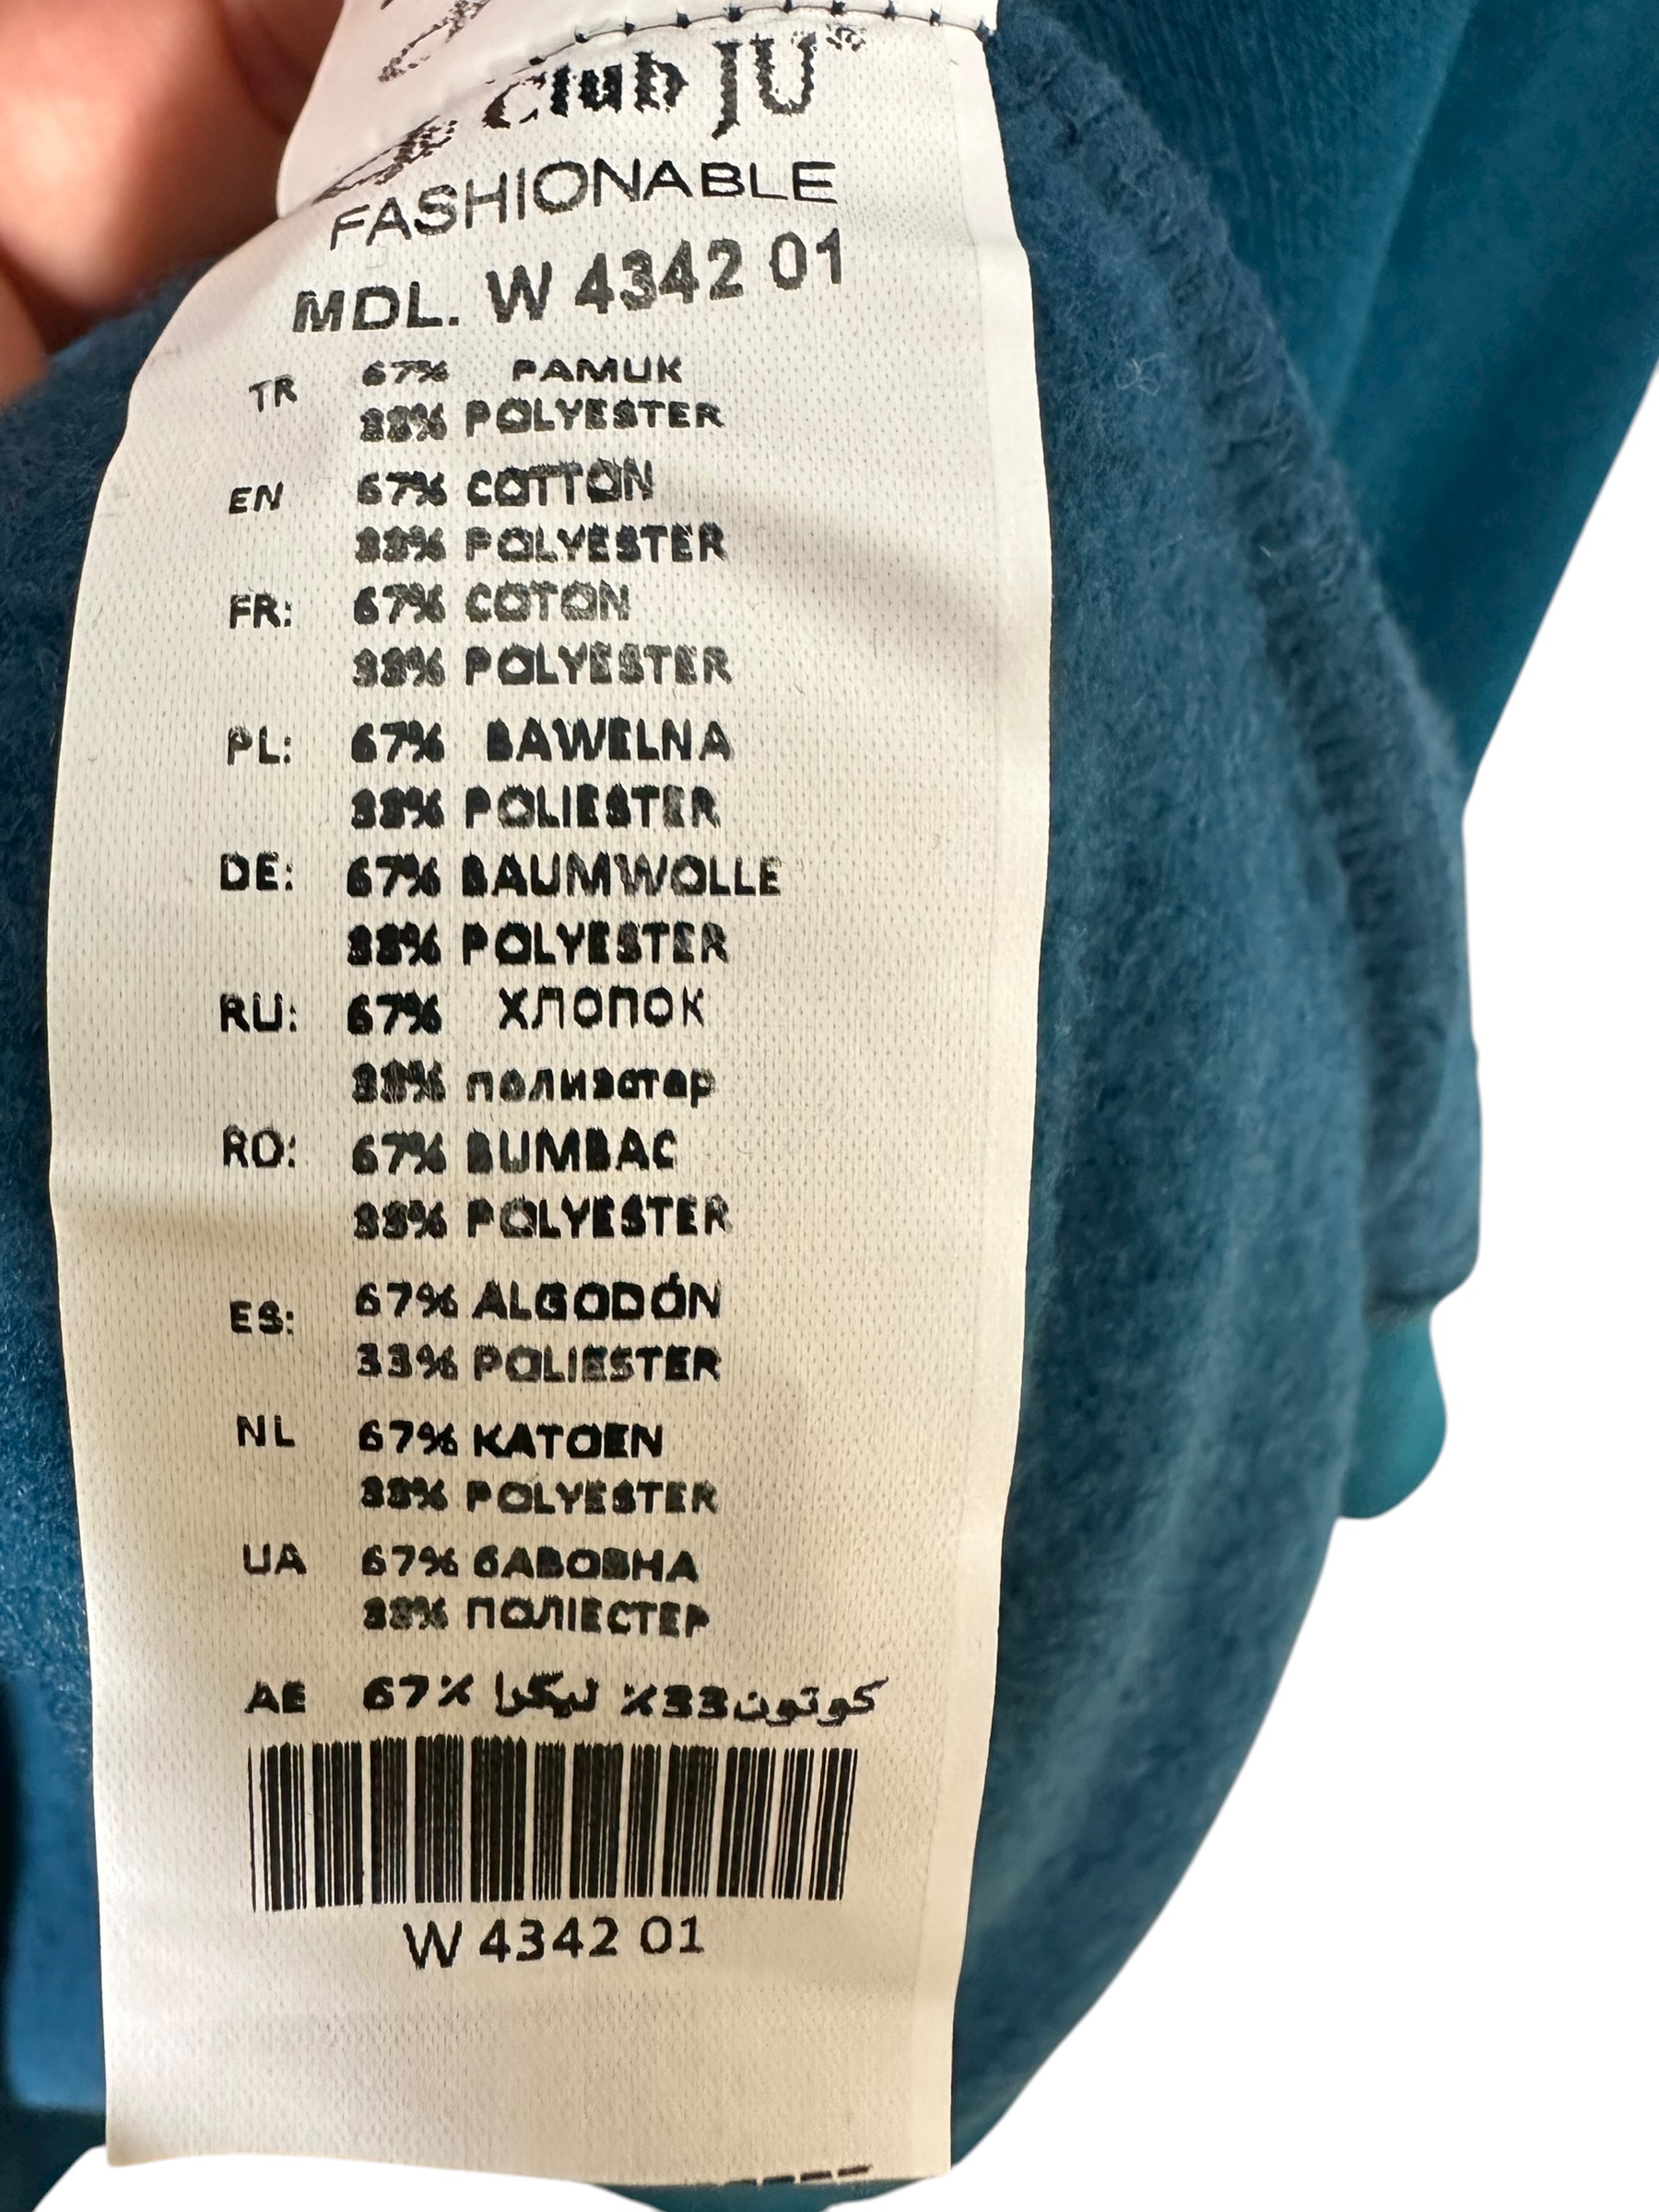 Club JU
FASHIONABLE
MDL. W 4342 01
TR 67% PAMUK
33% POLYESTER
EN 67% COTTON
33% POLYESTER
FR: 67% COTON
33% POLYESTER
PL: 67% BAWELNA
33% POLIESTER
DE: 67% BAUMWOLLE
33% POLYESTER
RU: 67% ХЛОПОК
33% полиэстер
RO: 67% BUMBAC
33% POLYESTER
ES: 67% ALGODÓN
33% POLIESTER
NL 67% KATOEN
33% POLYESTER
UA 67% бАВОВНА
33% ПОЛІЕСТЕР
AE 67% ليكرا %33 كوتون
W 4342 01